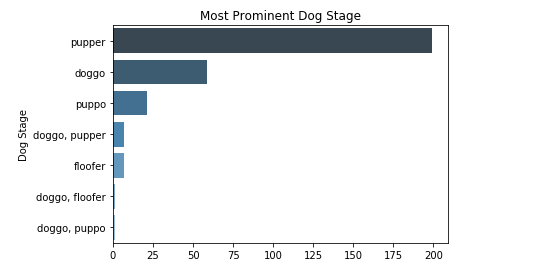 Most Prominent Dog Stage
Dog Stage
pupper
doggo
puppo
doggo, pupper
floofer
doggo, floofer
doggo, puppo
0 25 50 75 100 125 150 175 200